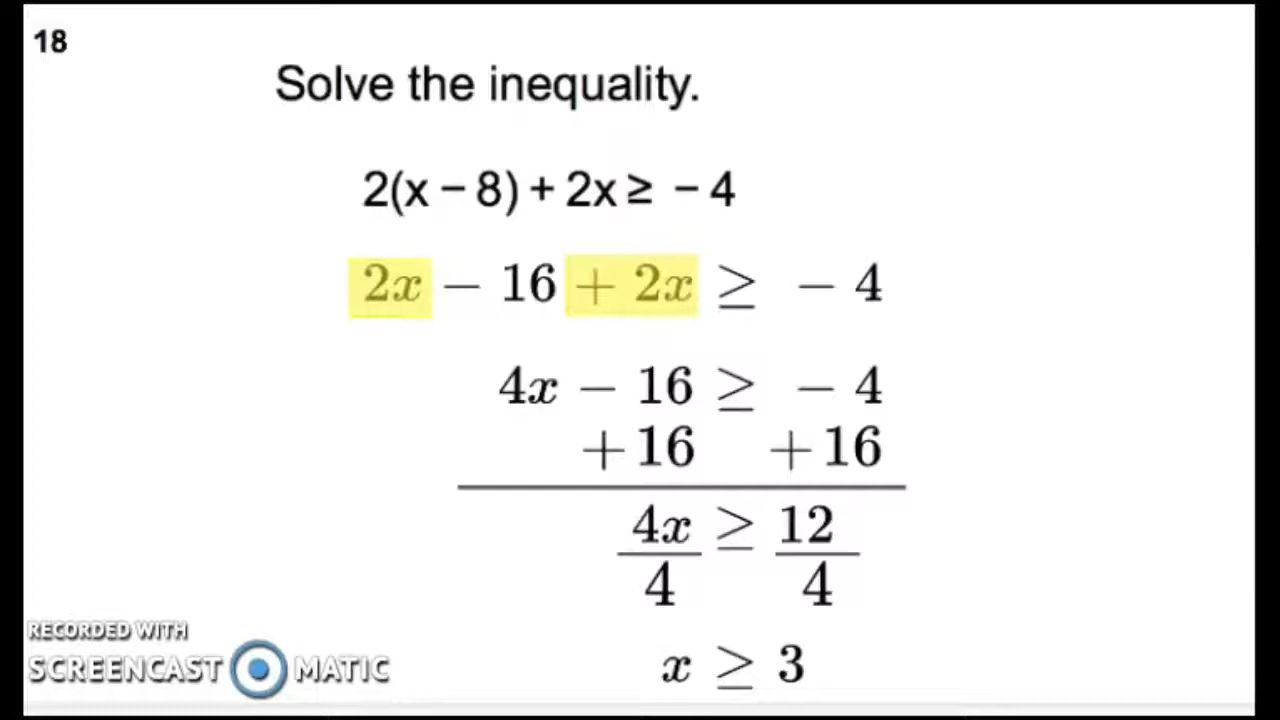 18
Solve the inequality.
2(x − 8) + 2x ≥ − 4
2x − 16 + 2x ≥ − 4
4x − 16 ≥ − 4
+ 16 + 16
4x ≥ 12
4 4
x ≥ 3
RECORDED WITH
SCREENCAST MATIC